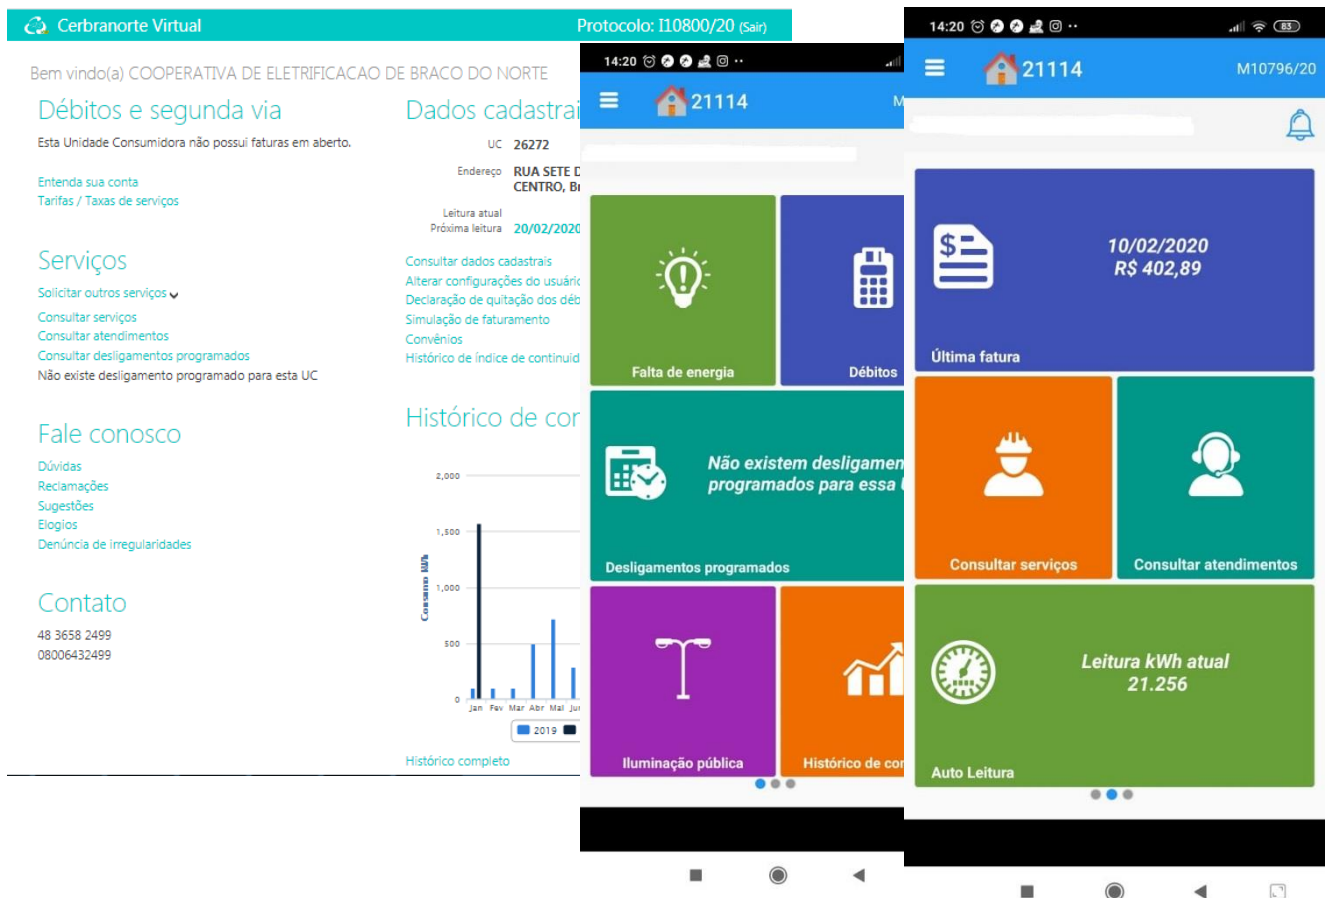 Cerbranorte Virtual
Protocolo: I10800/20 (Sair)
Bem vindo(a) COOPERATIVA DE ELETRIFICACAO DE BRACO DO NORTE
Débitos e segunda via
Esta Unidade Consumidora não possui faturas em aberto.
Entenda sua conta
Tarifas / Taxas de serviços
Serviços
Solicitar outros serviços
Consultar serviços
Consultar atendimentos
Consultar desligamentos programados
Não existe desligamento programado para esta UC
Fale conosco
Dúvidas
Reclamações
Sugestões
Elogios
Denúncia de irregularidades
Contato
48 3658 2499
08006432499
Dados cadastrai
UC 26272
Endereço RUA SETE D
CENTRO, B
Leitura atual
Próxima leitura 20/02/2020
Consultar dados cadastrais
Alterar configurações do usuário
Declaração de quitação dos déb
Simulação de faturamento
Convênios
Histórico de índice de continuid
Histórico de con
2,000
1,500
1,000
500
0
Consumo kWh
Jan Fev Mar Abr Mai Ju
2019
Histórico completo
14:20
21114
M
Falta de energia
Débitos
Não existem desligamen
programados para essa
Desligamentos programados
Iluminação pública
Histórico de con
14:20
83
21114
M10796/20
10/02/2020
R$ 402,89
Última fatura
Consultar serviços
Consultar atendimentos
Leitura kWh atual
21.256
Auto Leitura